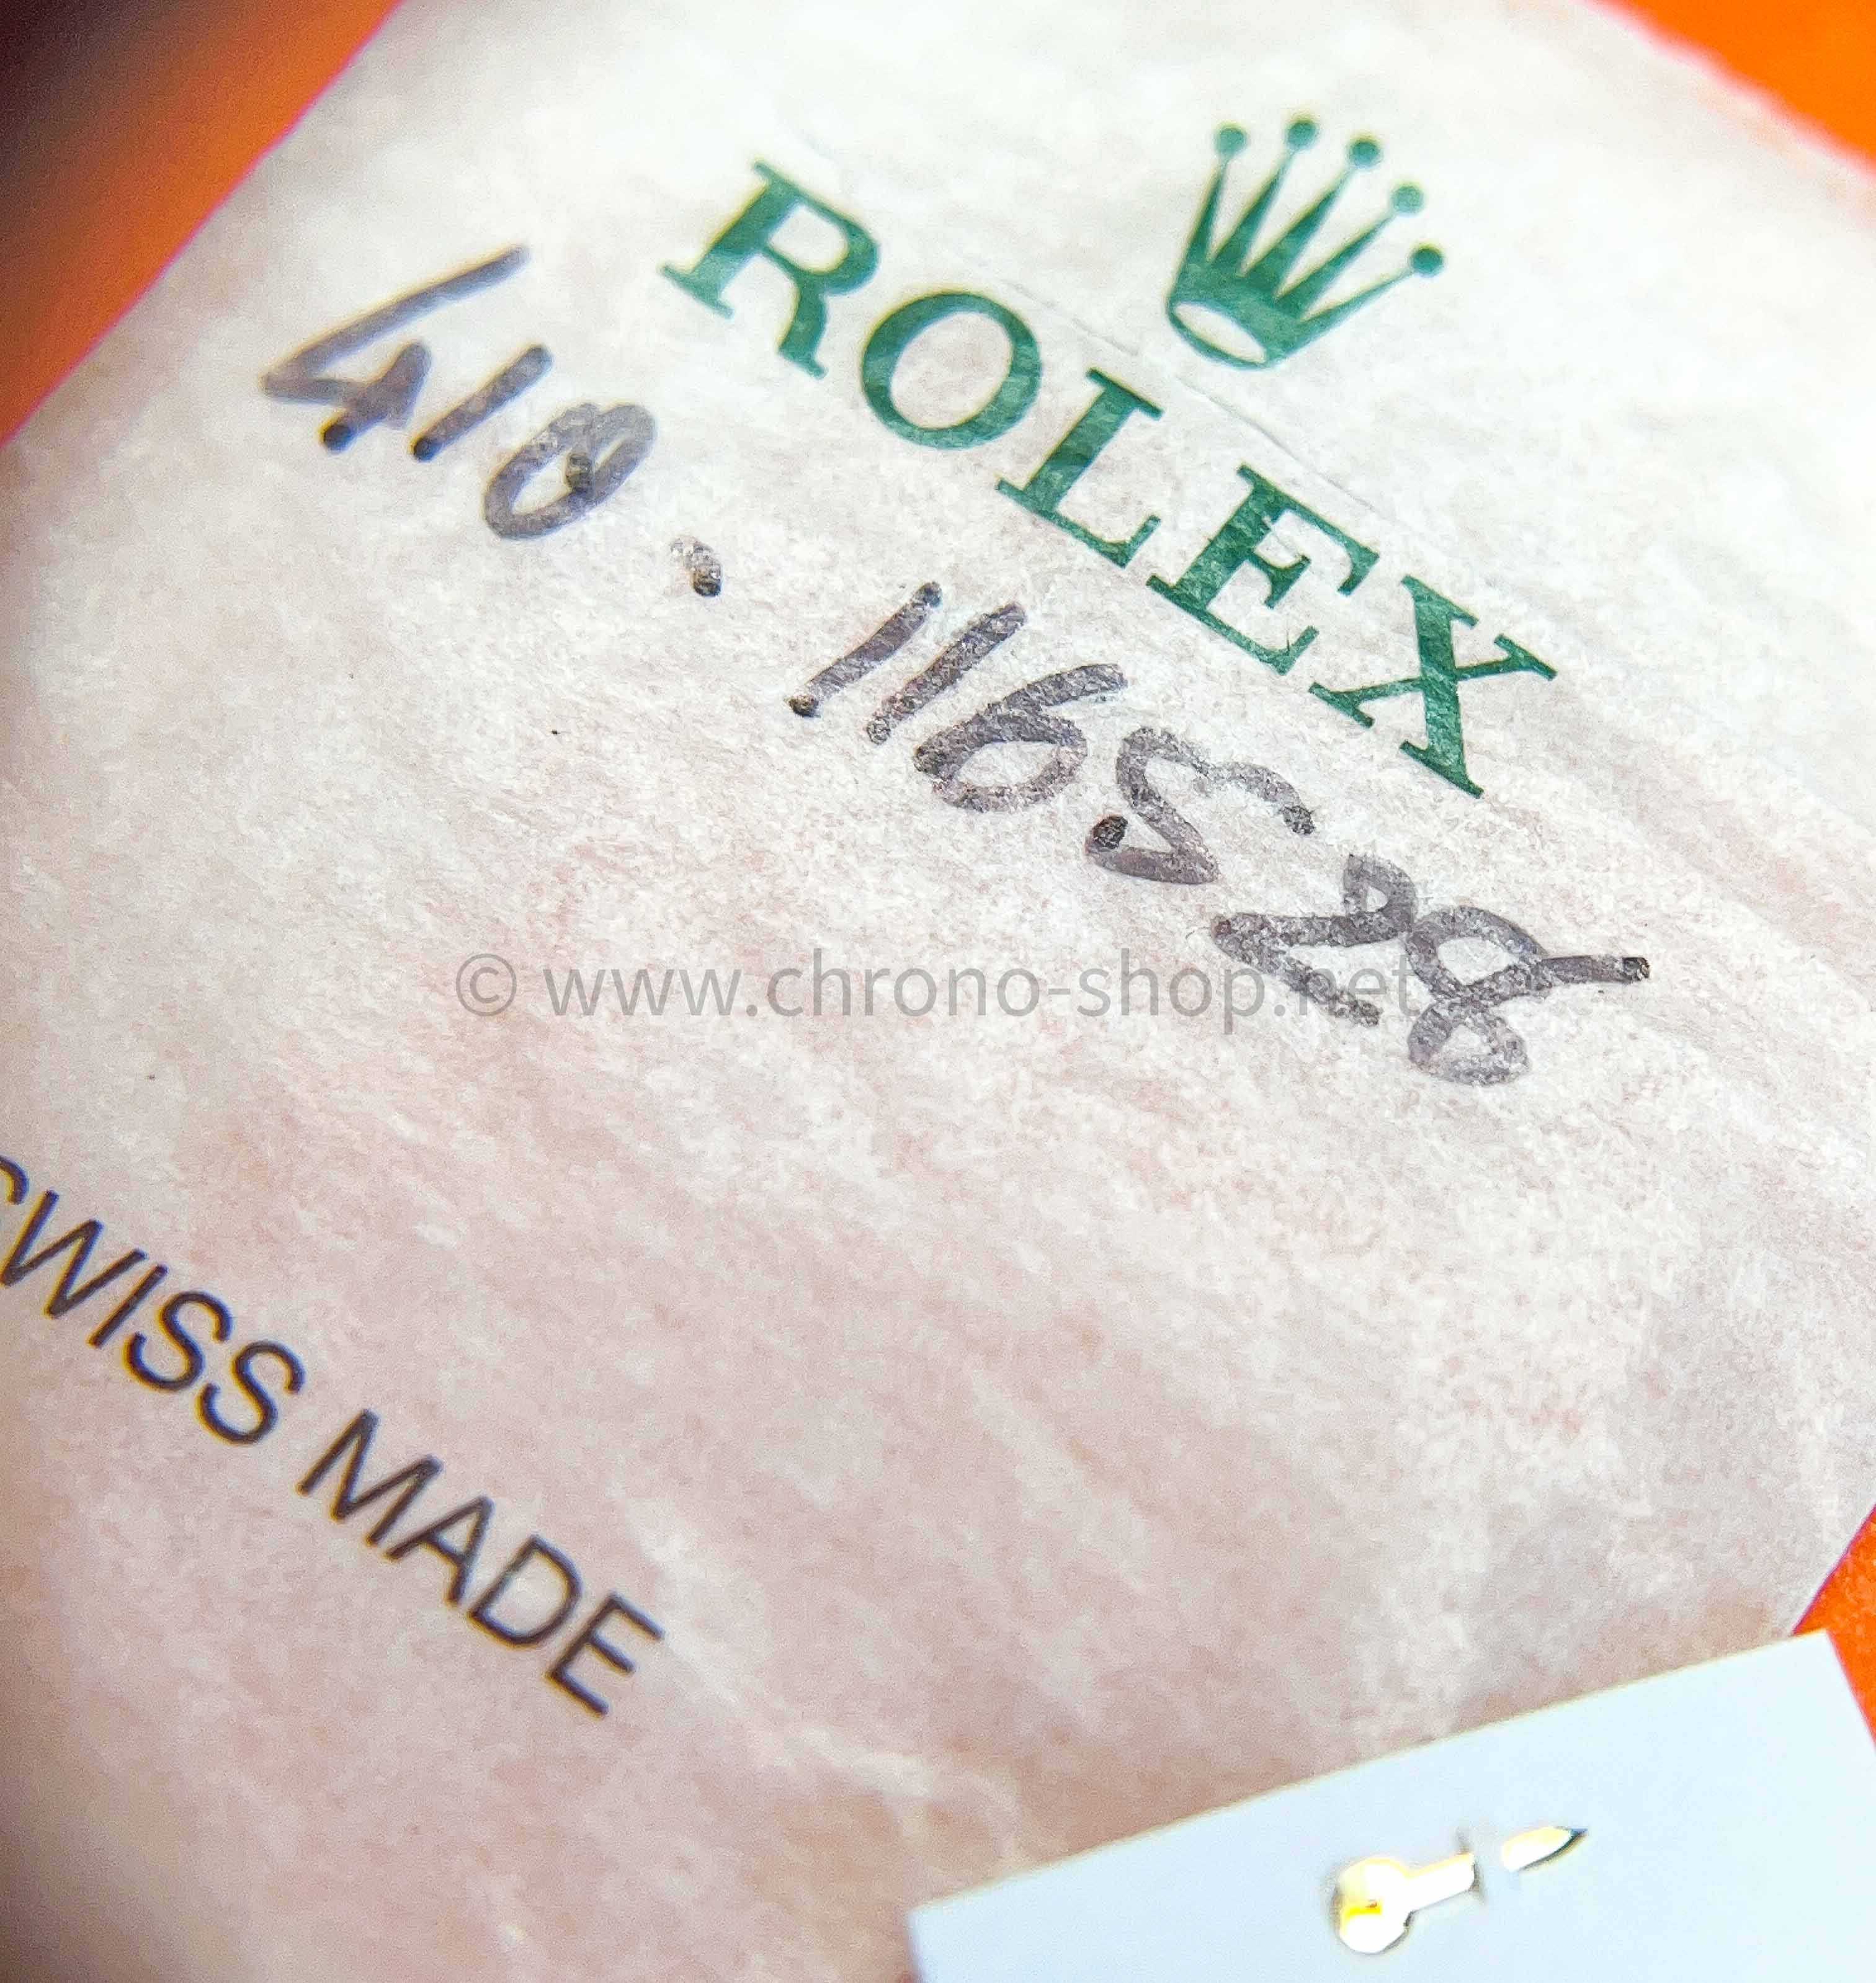 ROLEX
410. 116528
© www.chrono-shop.net
SWISS MADE